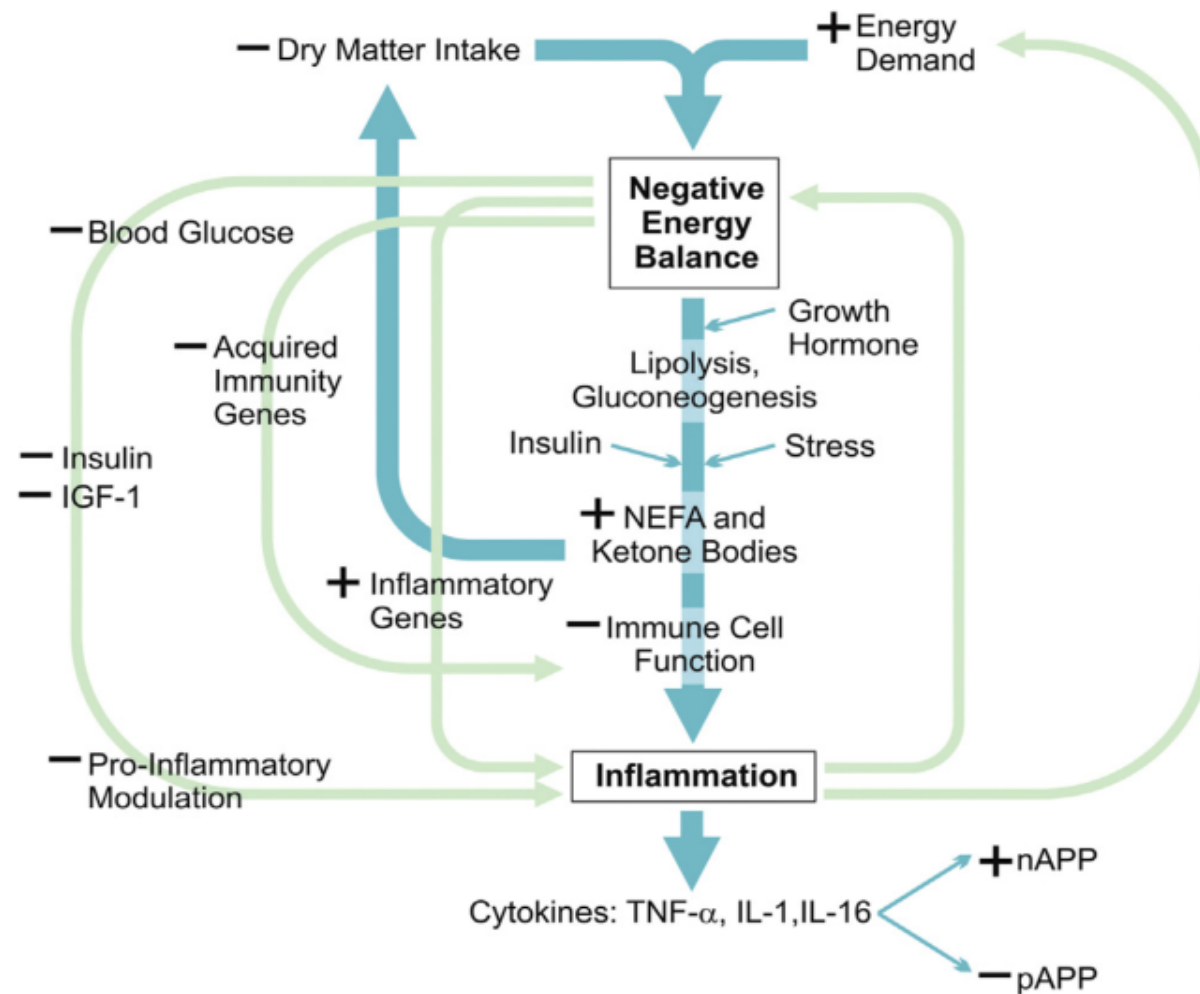 − Dry Matter Intake
+ Energy
Demand
Negative
Energy
Balance
− Blood Glucose
Growth
Hormone
− Acquired
Immunity
Genes
Lipolysis,
Gluconeogenesis
− Insulin
− IGF-1
Insulin
Stress
+ NEFA and
Ketone Bodies
+ Inflammatory
Genes
− Immune Cell
Function
− Pro-Inflammatory
Modulation
Inflammation
Cytokines: TNF-α, IL-1,IL-16
+ nAPP
− pAPP